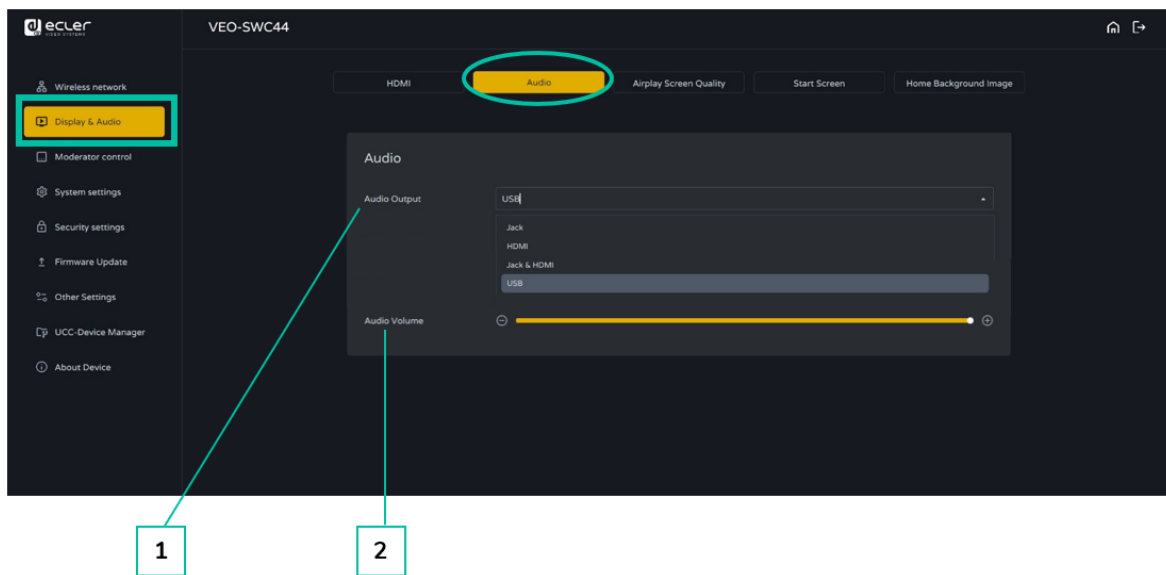 ecler
VIDEO SYSTEMS
VEO-SWC44
Wireless network
Display & Audio
Moderator control
System settings
Security settings
Firmware Update
Other Settings
UCC-Device Manager
About Device
HDMI
Audio
Airplay Screen Quality
Start Screen
Home Background Image
Audio
Audio Output
USB
Jack
HDMI
Jack & HDMI
USB
Audio Volume
1
2